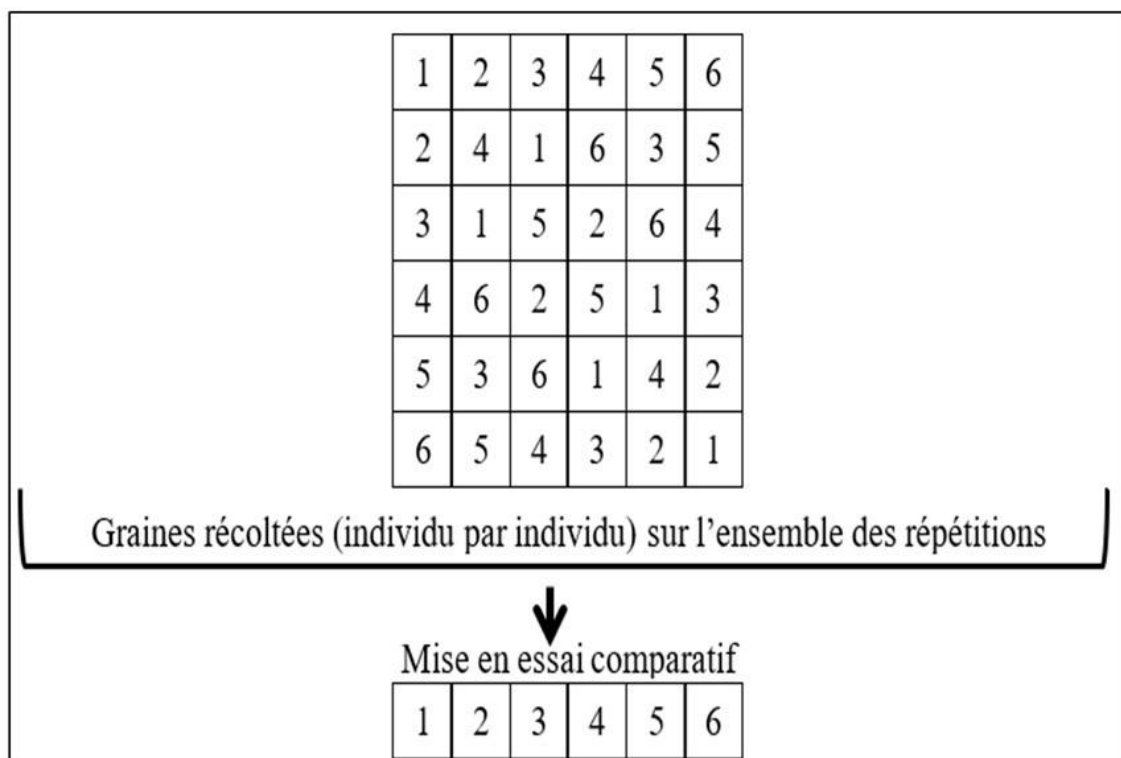 1 2 3 4 5 6
2 4 1 6 3 5
3 1 5 2 6 4
4 6 2 5 1 3
5 3 6 1 4 2
6 5 4 3 2 1
Graines récoltées (individu par individu) sur l’ensemble des répétitions
Mise en essai comparatif
1 2 3 4 5 6